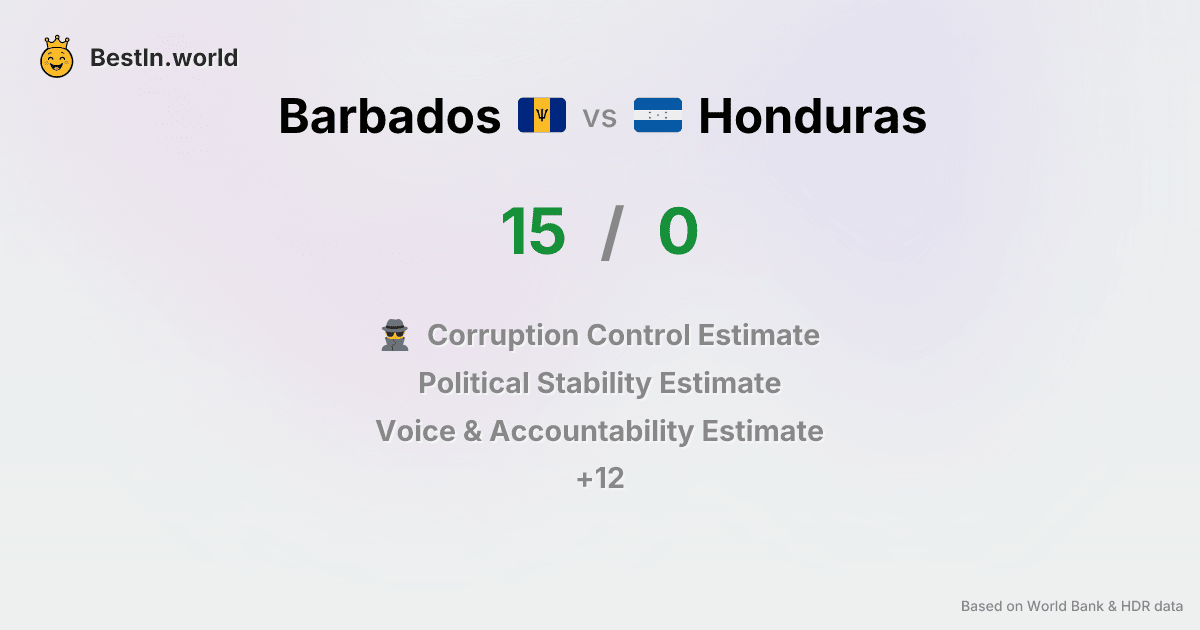 BestIn.world
Barbados vs Honduras
15 / 0
Corruption Control Estimate
Political Stability Estimate
Voice & Accountability Estimate
+12
Based on World Bank & HDR data